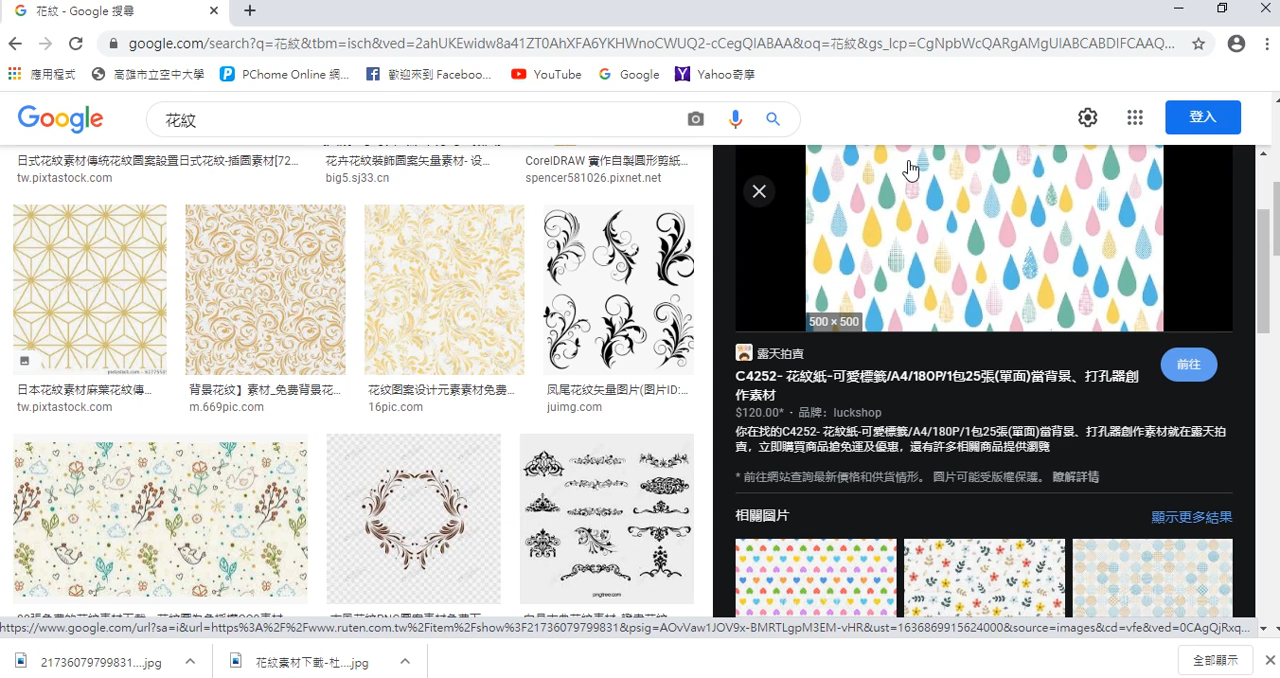 花紋 - Google 搜尋
google.com/search?q=花紋&tbm=isch&ved=2ahUKEwidw8a41ZT0AhXFA6YKHWnoCWUQ2-cCegQIABAA&oq=花紋&gs_lcp=CgNpbWcQARgAMgUIABCABDIFCAAQ...
應用程式
高雄市立空中大學
PChome Online 網...
歡迎來到 Faceboo...
YouTube
Google
Yahoo奇摩
Google
花紋
登入
日式花紋素材傳統花紋圖案設置日式花紋-插圖素材[72...
tw.pixtastock.com
花卉花紋裝飾圖案矢量素材- 设...
big5.sj33.cn
CorelDRAW 實作自製圓形剪紙...
spencer581026.pixnet.net
日本花紋素材麻葉花紋傳...
tw.pixtastock.com
背景花纹】素材_免费背景花...
m.669pic.com
花纹图案设计元素素材免费...
16pic.com
凤尾花纹矢量图片(图片ID:...
juimg.com
pngtree.com
500 × 500
露天拍賣
前往
C4252- 花紋紙-可愛標籤/A4/180P/1包25張(單面)當背景、打孔器創
作素材
$120.00* · 品牌：luckshop
你在找的C4252- 花紋紙-可愛標籤/A4/180P/1包25張(單面)當背景、打孔器創作素材就在露天拍
賣，立即購買商品搶免運及優惠，還有許多相關商品提供瀏覽
* 前往網站查詢最新價格和供貨情形。 圖片可能受版權保護。 瞭解詳情
相關圖片
顯示更多結果
https://www.google.com/url?sa=i&url=https%3A%2F%2Fwww.ruten.com.tw%2Fitem%2Fshow%3F21736079799831&psig=AOvVaw1JOV9x-BMRTLgpM3EM-vHR&ust=1636869915624000&source=images&cd=vfe&ved=0CAgQjRxq...
21736079799831....jpg
花紋素材下載-杜....jpg
全部顯示